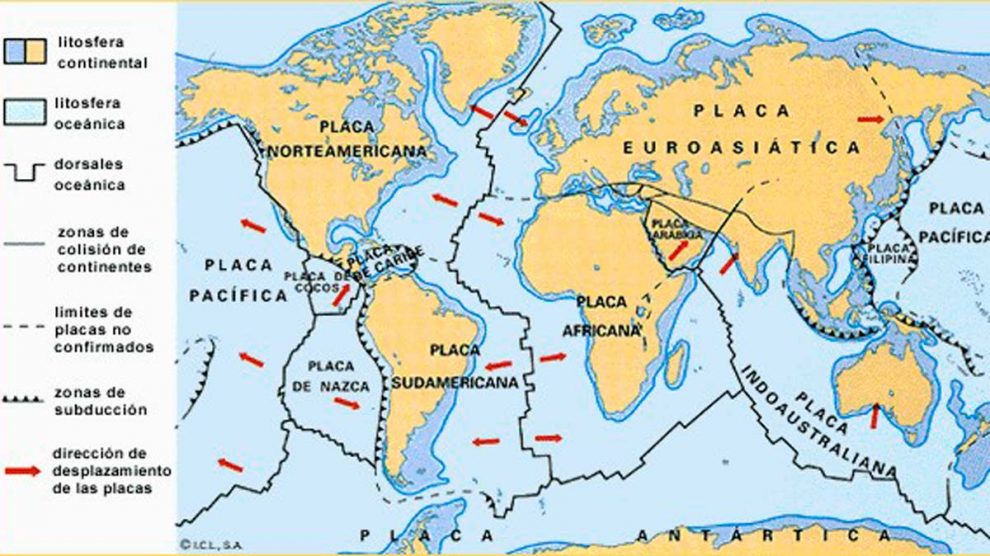 litosfera
continental
litosfera
oceánica
dorsales
oceánica
zonas de
colisión de
continentes
limites de
placas no
confirmados
zonas de
subducción
dirección de
desplazamiento
de las placas
PLACA
NORTEAMERICANA
PLACA
EUROASIÁTICA
PLACA
ARÁBIGA
PLACA
PACÍFICA
PLACA
FILIPINA
PLACA
DE CARIBE
PLACA DE
COCOS
PLACA
PACÍFICA
PLACA
AFRICANA
PLACA
SUDAMERICANA
PLACA
DE NAZCA
PLACA
INDOAUSTRALIANA
PLACA ANTÁRTICA
© I.C.L., S.A.